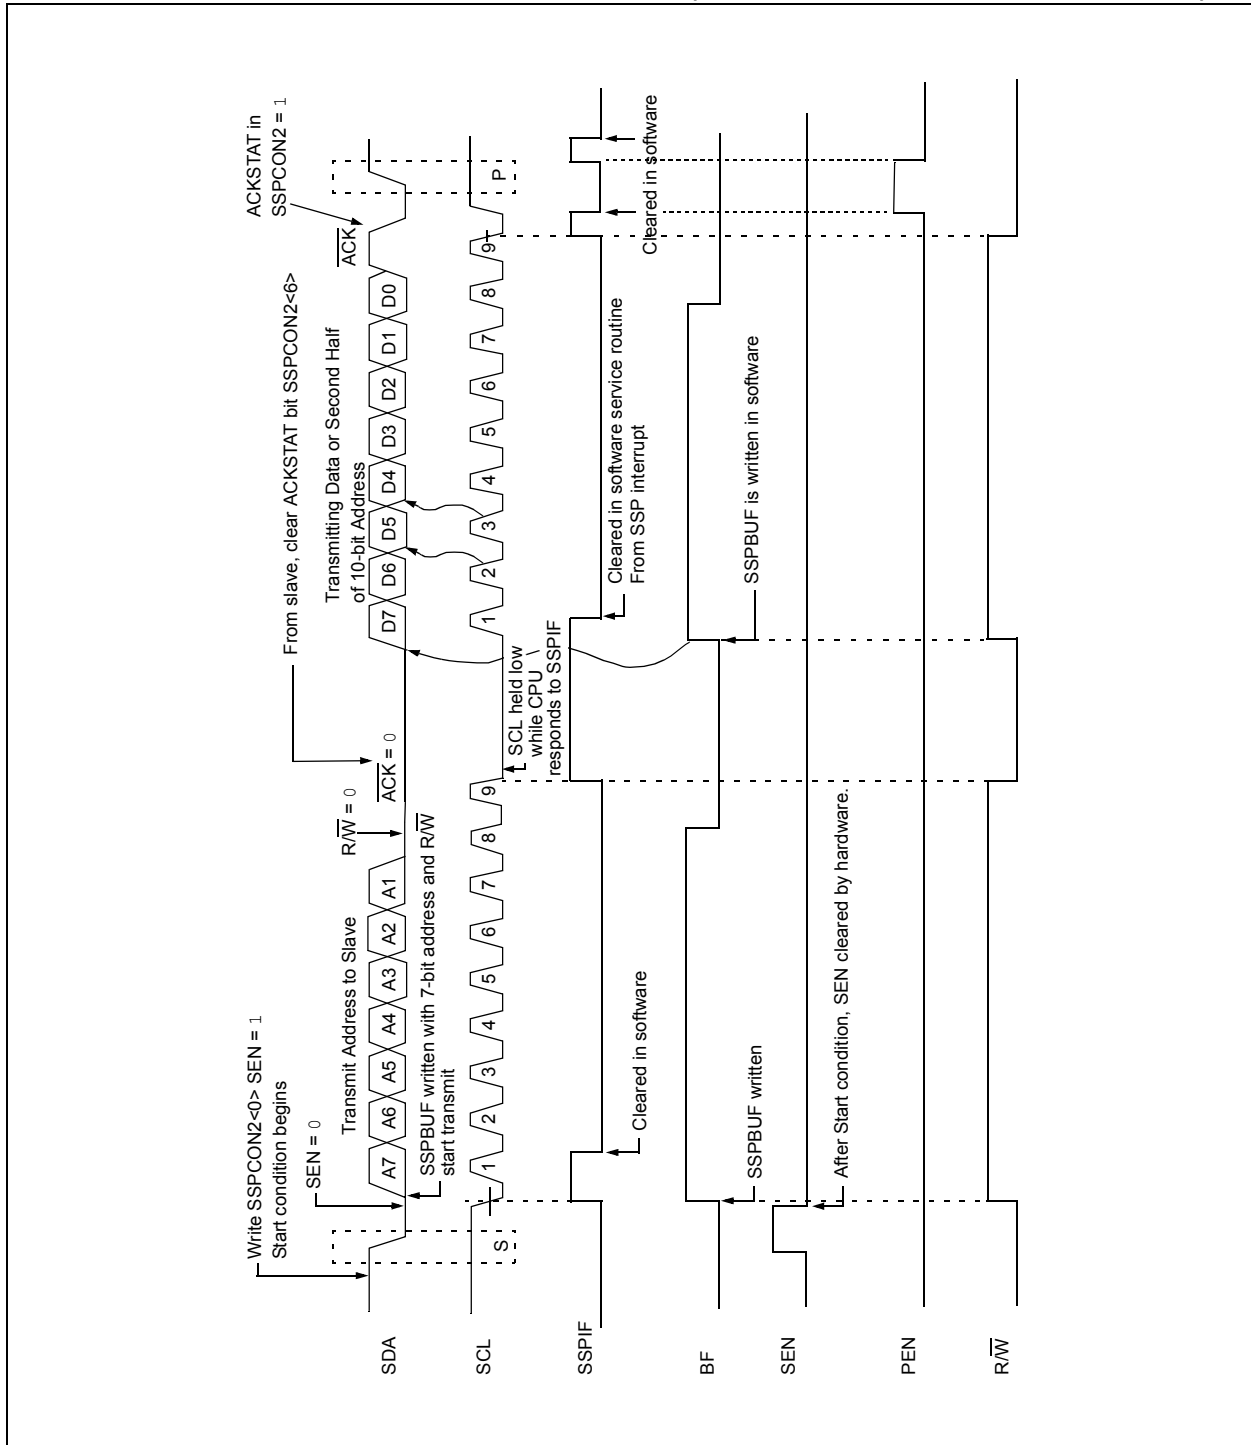 Write SSPCON2<0> SEN = 1
Start condition begins
SEN = 0
From slave, clear ACKSTAT bit SSPCON2<6>
ACKSTAT in
SSPCON2 = 1
Transmit Address to Slave
R/W = 0
ACK = 0
Transmitting Data or Second Half
of 10-bit Address
ACK
SDA
A7 A6 A5 A4 A3 A2 A1
D7 D6 D5 D4 D3 D2 D1 D0
SSPBUF written with 7-bit address and R/W
start transmit
SCL
S
1 2 3 4 5 6 7 8 9
1 2 3 4 5 6 7 8 9
P
SCL held low
while CPU
responds to SSPIF
SSPIF
Cleared in software
Cleared in software service routine
From SSP interrupt
Cleared in software
Cleared in software
BF
SSPBUF written
SSPBUF is written in software
SEN
After Start condition, SEN cleared by hardware.
PEN
R/W